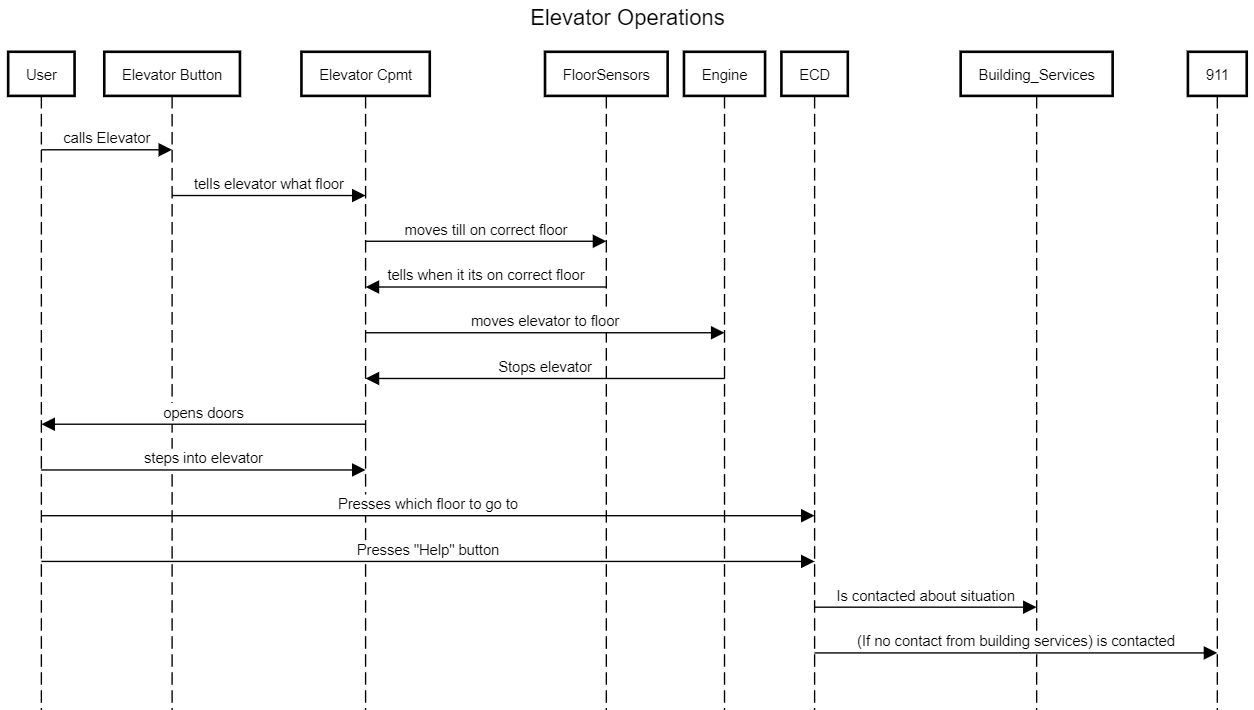 Elevator Operations
User
Elevator Button
Elevator Cpmt
FloorSensors
Engine
ECD
Building_Services
911
calls Elevator
tells elevator what floor
moves till on correct floor
tells when it its on correct floor
moves elevator to floor
Stops elevator
opens doors
steps into elevator
Presses which floor to go to
Presses "Help" button
Is contacted about situation
(If no contact from building services) is contacted